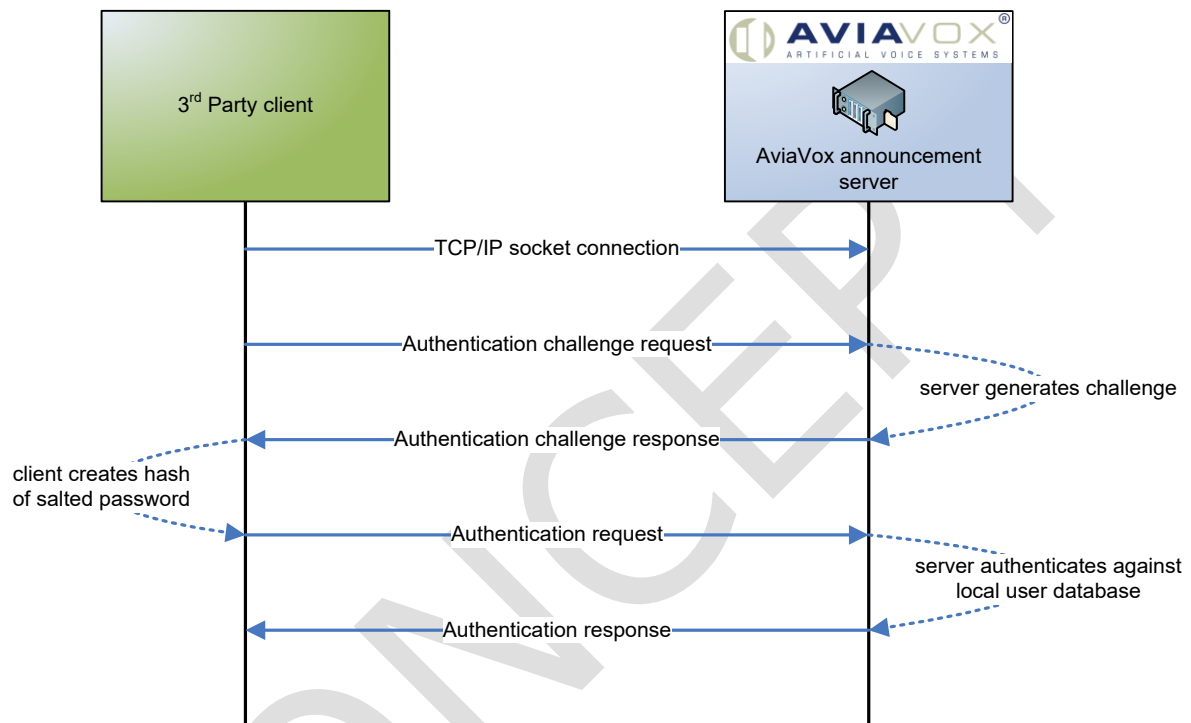 3rd Party client
AVIAVOX®
ARTIFICIAL VOICE SYSTEMS
AviaVox announcement
server
TCP/IP socket connection
Authentication challenge request
server generates challenge
Authentication challenge response
client creates hash
of salted password
Authentication request
server authenticates against
local user database
Authentication response
CONCEPT